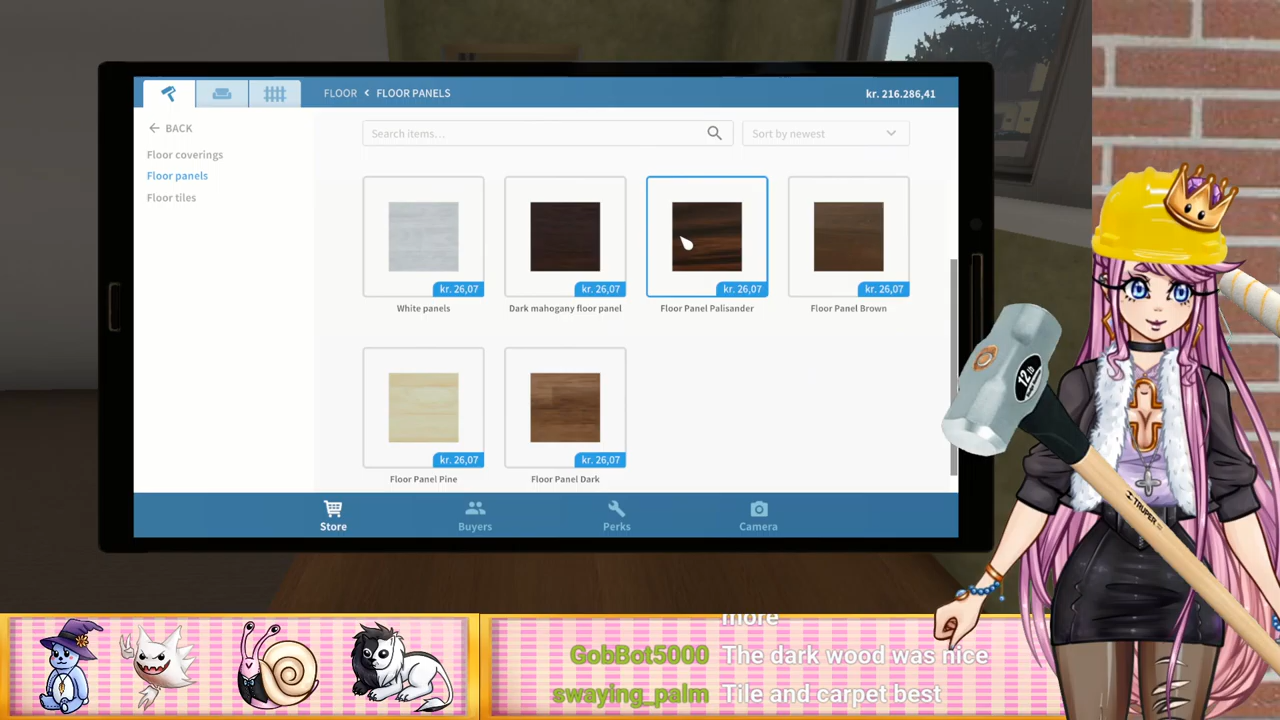 FLOOR < FLOOR PANELS
kr. 216.286,41
BACK
Floor coverings
Floor panels
Floor tiles
Search items...
Sort by newest
kr. 26,07
kr. 26,07
kr. 26,07
kr. 26,07
White panels
Dark mahogany floor panel
Floor Panel Palisander
Floor Panel Brown
kr. 26,07
kr. 26,07
Floor Panel Pine
Floor Panel Dark
Store
Buyers
Perks
Camera
12 lb
TRUPER
more
GobBot5000 The dark wood was nice
swaying_palm Tile and carpet best